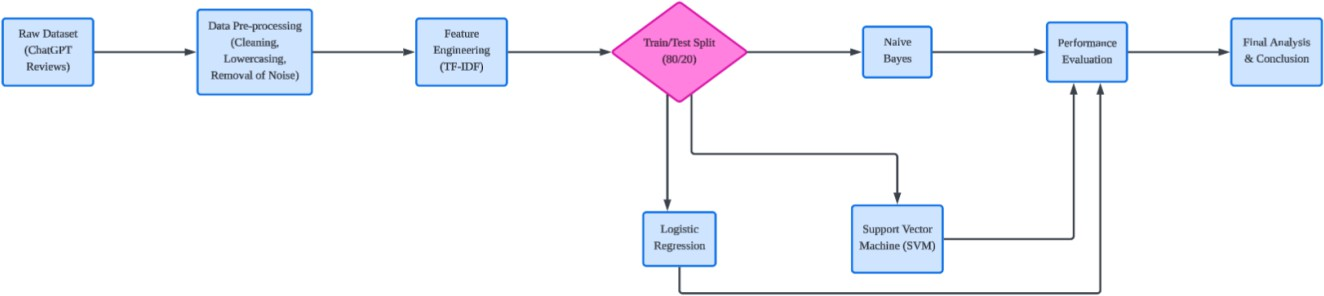 Raw Dataset
(ChatGPT
Reviews)
Data Pre-processing
(Cleaning,
Lowercasing,
Removal of Noise)
Feature
Engineering
(TF-IDF)
Train/Test Split
(80/20)
Naive
Bayes
Performance
Evaluation
Final Analysis
& Conclusion
Logistic
Regression
Support Vector
Machine (SVM)